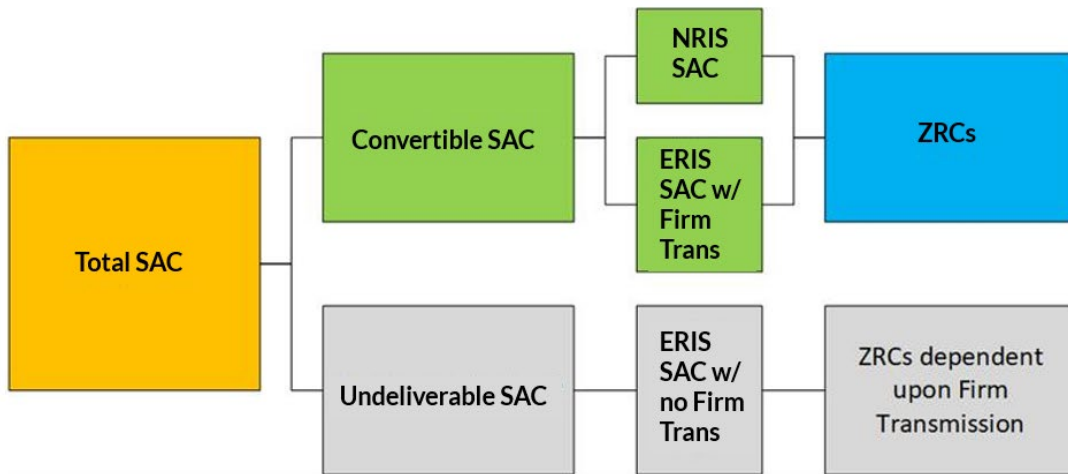 Total SAC
Convertible SAC
NRIS
SAC
ERIS
SAC w/
Firm
Trans
ZRCs
Undeliverable SAC
ERIS
SAC w/
no Firm
Trans
ZRCs dependent
upon Firm
Transmission